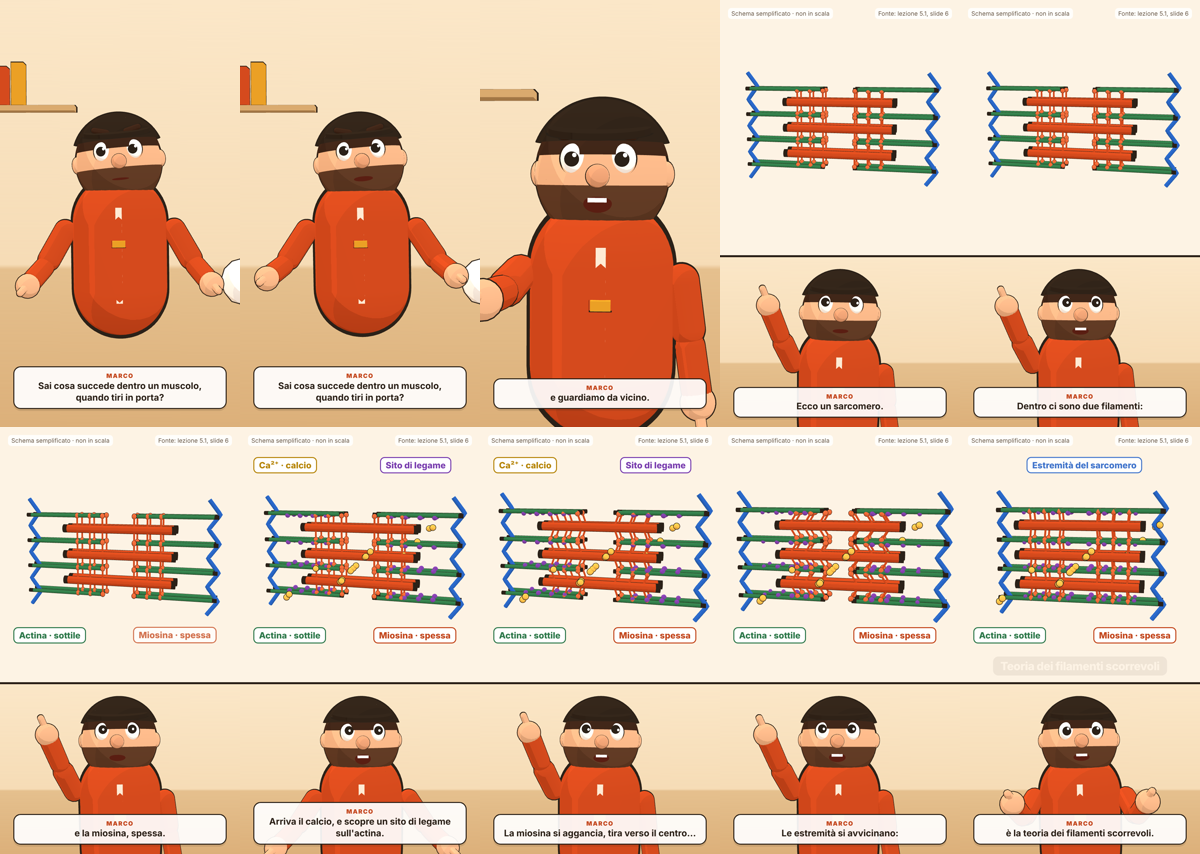 MARCO
Sai cosa succede dentro un muscolo,
quando tiri in porta?
MARCO
Sai cosa succede dentro un muscolo,
quando tiri in porta?
MARCO
e guardiamo da vicino.
Schema semplificato · non in scala
Fonte: lezione 5.1, slide 6
MARCO
Ecco un sarcomero.
Schema semplificato · non in scala
Fonte: lezione 5.1, slide 6
MARCO
Dentro ci sono due filamenti:
Schema semplificato · non in scala
Fonte: lezione 5.1, slide 6
Actina · sottile
Miosina · spessa
MARCO
e la miosina, spessa.
Schema semplificato · non in scala
Fonte: lezione 5.1, slide 6
Ca²⁺ · calcio
Sito di legame
Actina · sottile
Miosina · spessa
MARCO
Arriva il calcio, e scopre un sito di legame
sull'actina.
Schema semplificato · non in scala
Fonte: lezione 5.1, slide 6
Ca²⁺ · calcio
Sito di legame
Actina · sottile
Miosina · spessa
MARCO
La miosina si aggancia, tira verso il centro...
Schema semplificato · non in scala
Fonte: lezione 5.1, slide 6
Actina · sottile
Miosina · spessa
MARCO
Le estremità si avvicinano:
Schema semplificato · non in scala
Fonte: lezione 5.1, slide 6
Estremità del sarcomero
Actina · sottile
Miosina · spessa
Teoria dei filamenti scorrevoli
MARCO
è la teoria dei filamenti scorrevoli.